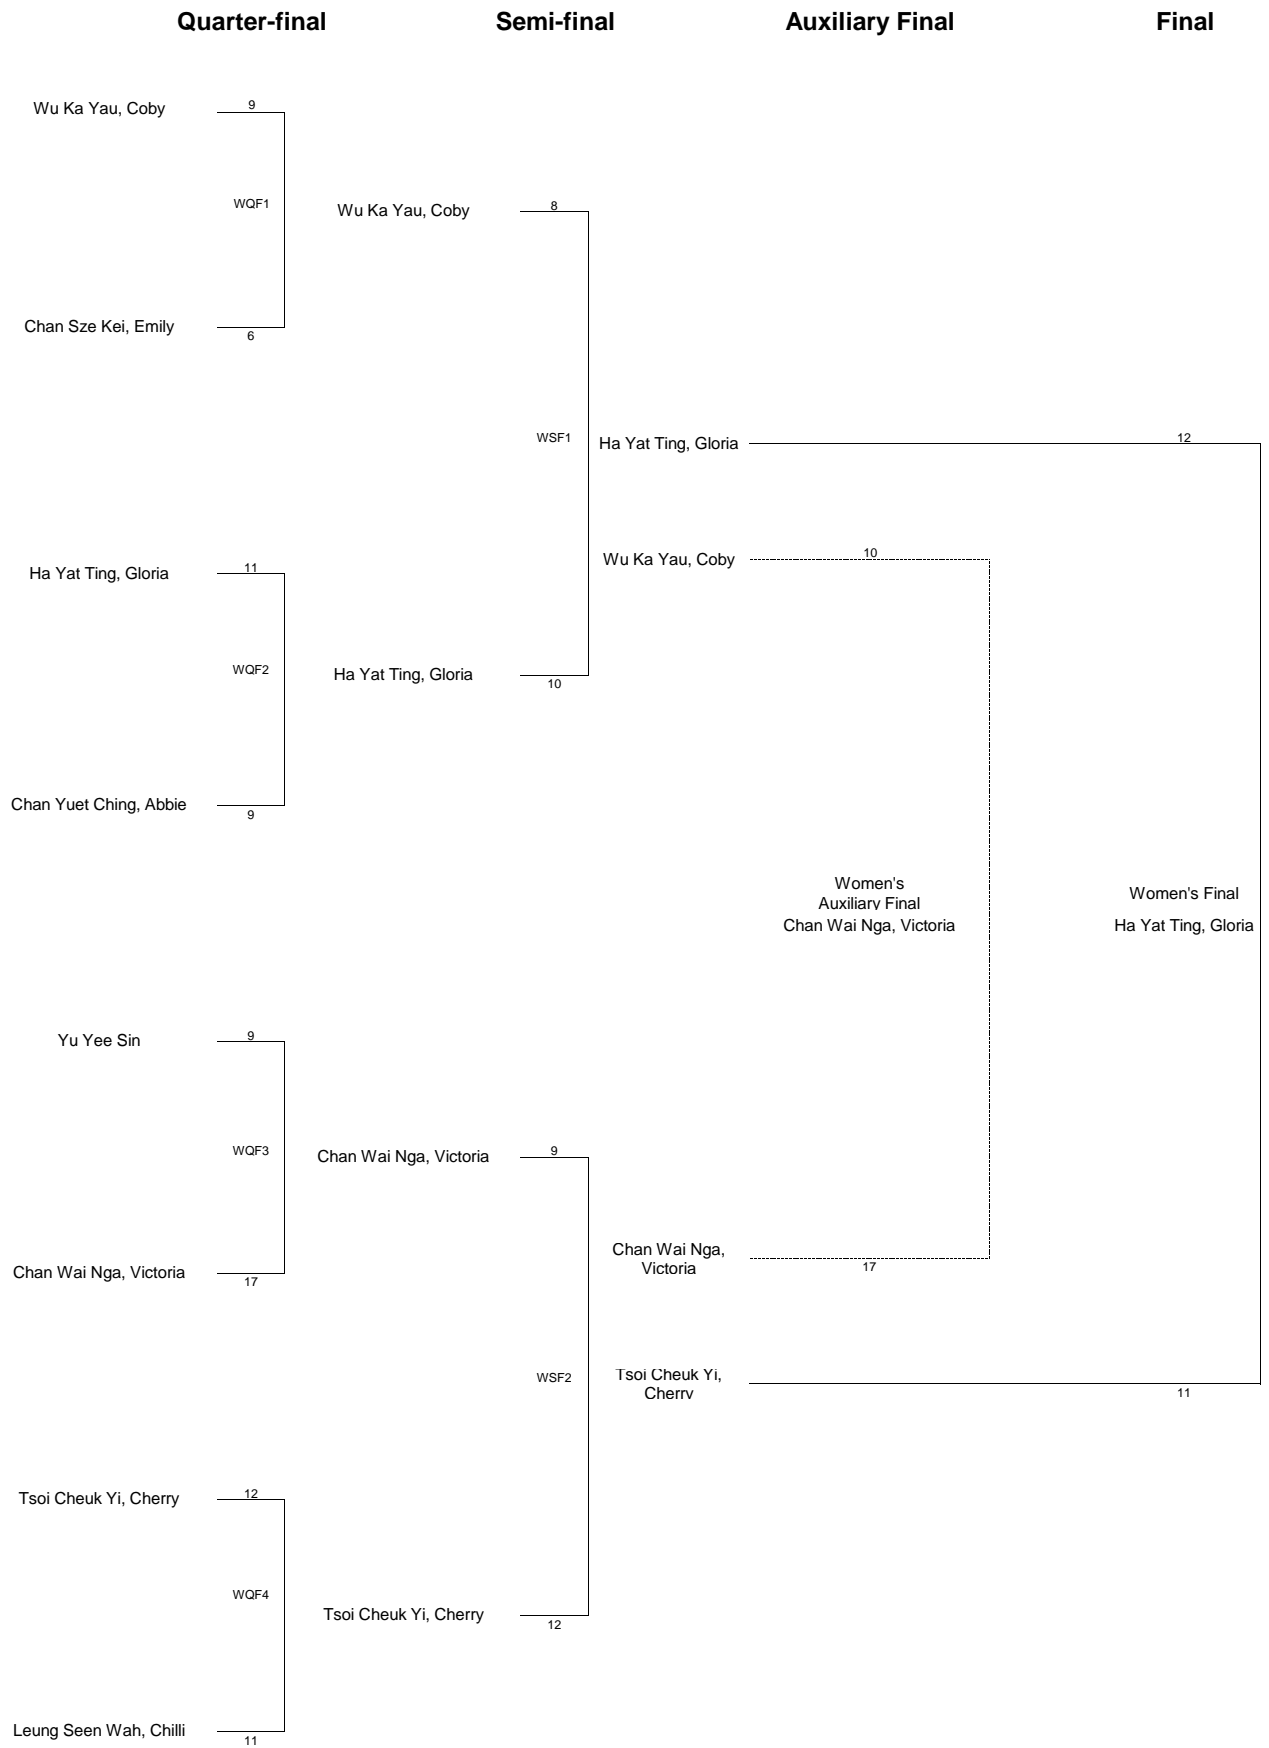 Quarter-final Semi-final Auxiliary Final Final
Wu Ka Yau, Coby 9
WQF1
Wu Ka Yau, Coby 8
Chan Sze Kei, Emily 6
WSF1
Ha Yat Ting, Gloria 12
Wu Ka Yau, Coby 10
Ha Yat Ting, Gloria 11
WQF2
Ha Yat Ting, Gloria 10
Chan Yuet Ching, Abbie 9
Women's
Auxiliary Final
Chan Wai Nga, Victoria
Women's Final
Ha Yat Ting, Gloria
Yu Yee Sin 9
WQF3
Chan Wai Nga, Victoria 9
Chan Wai Nga, Victoria 17
Chan Wai Nga,
Victoria 17
WSF2
Tsoi Cheuk Yi,
Cherry 11
Tsoi Cheuk Yi, Cherry 12
WQF4
Tsoi Cheuk Yi, Cherry 12
Leung Seen Wah, Chilli 11